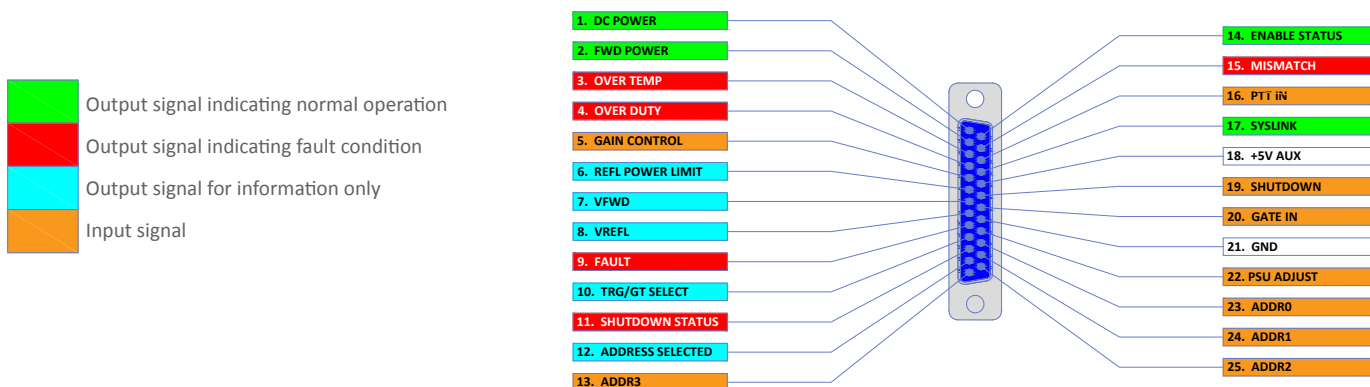 Output signal indicating normal operation
Output signal indicating fault condition
Output signal for information only
Input signal
1. DC POWER
2. FWD POWER
3. OVER TEMP
4. OVER DUTY
5. GAIN CONTROL
6. REFL POWER LIMIT
7. VFWD
8. VREFL
9. FAULT
10. TRG/GT SELECT
11. SHUTDOWN STATUS
12. ADDRESS SELECTED
13. ADDR3
14. ENABLE STATUS
15. MISMATCH
16. PTT iN
17. SYSLINK
18. +5V AUX
19. SHUTDOWN
20. GATE IN
21. GND
22. PSU ADJUST
23. ADDR0
24. ADDR1
25. ADDR2